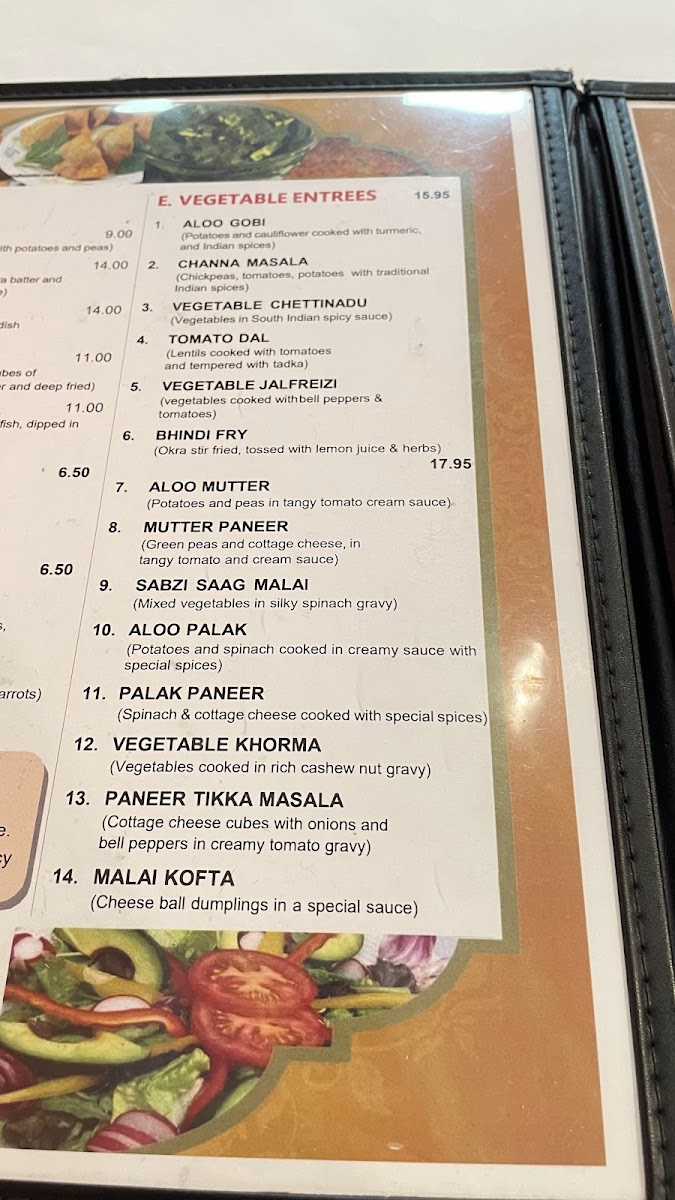 9.00
ith potatoes and peas)
14.00
a batter and
14.00
dish
11.00
bes of
r and deep fried)
11.00
fish, dipped in
6.50
6.50
arrots)
e.
cy
E. VEGETABLE ENTREES 15.95
1. ALOO GOBI
(Potatoes and cauliflower cooked with turmeric,
and Indian spices)
2. CHANNA MASALA
(Chickpeas, tomatoes, potatoes with traditional
Indian spices)
3. VEGETABLE CHETTINADU
(Vegetables in South Indian spicy sauce)
4. TOMATO DAL
(Lentils cooked with tomatoes
and tempered with tadka)
5. VEGETABLE JALFREIZI
(vegetables cooked withbell peppers &
tomatoes)
6. BHINDI FRY
(Okra stir fried, tossed with lemon juice & herbs)
17.95
7. ALOO MUTTER
(Potatoes and peas in tangy tomato cream sauce)
8. MUTTER PANEER
(Green peas and cottage cheese, in
tangy tomato and cream sauce)
9. SABZI SAAG MALAI
(Mixed vegetables in silky spinach gravy)
10. ALOO PALAK
(Potatoes and spinach cooked in creamy sauce with
special spices)
11. PALAK PANEER
(Spinach & cottage cheese cooked with special spices)
12. VEGETABLE KHORMA
(Vegetables cooked in rich cashew nut gravy)
13. PANEER TIKKA MASALA
(Cottage cheese cubes with onions and
bell peppers in creamy tomato gravy)
14. MALAI KOFTA
(Cheese ball dumplings in a special sauce)